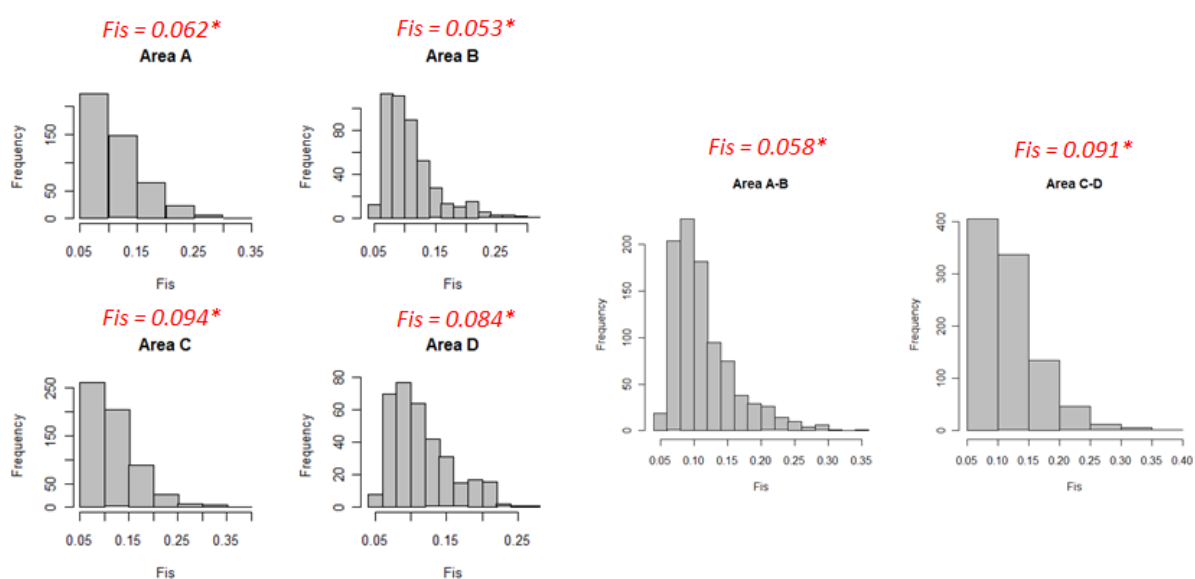 Fis = 0.062*
Area A
Frequency
0 50 150
0.05 0.15 0.25 0.35
Fis
Fis = 0.053*
Area B
Frequency
0 40 80
0.05 0.15 0.25
Fis
Fis = 0.094*
Area C
Frequency
0 50 150 250
0.05 0.15 0.25 0.35
Fis
Fis = 0.084*
Area D
Frequency
0 20 40 60 80
0.05 0.15 0.25
Fis
Fis = 0.058*
Area A-B
Frequency
0 50 100 150 200
0.05 0.10 0.15 0.20 0.25 0.30 0.35
Fis
Fis = 0.091*
Area C-D
Frequency
0 100 200 300 400
0.05 0.10 0.15 0.20 0.25 0.30 0.35 0.40
Fis